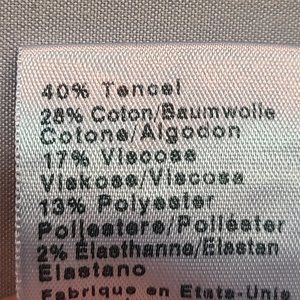 40% Tencel
28% Coton/Baumwolle
Cotone/Algodon
17% Viscose
Viskose/Viscosa
13% Polyester
Poliestere/Poliéster
2% Elasthanne/Elastan
Elastano
Fabriqué en Etats-Unis